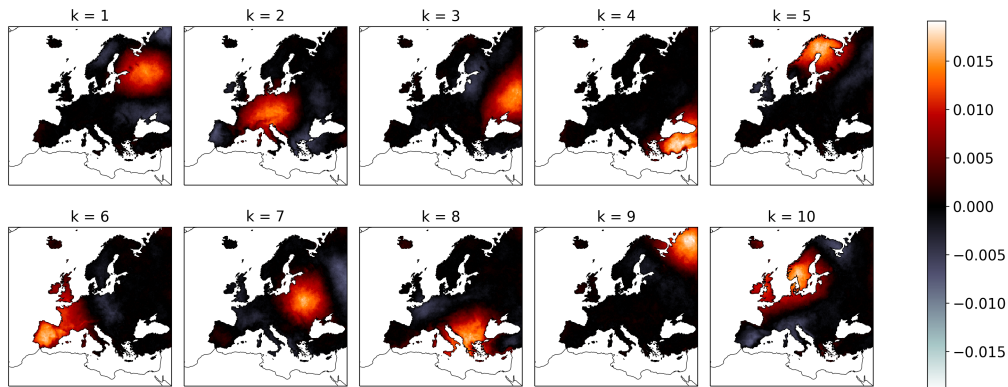 k = 1
k = 2
k = 3
k = 4
k = 5
k = 6
k = 7
k = 8
k = 9
k = 10
0.015
0.010
0.005
0.000
−0.005
−0.010
−0.015